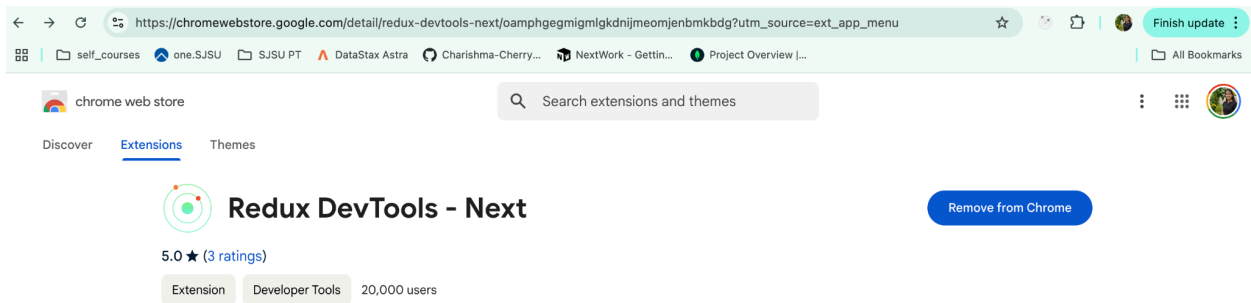 https://chromewebstore.google.com/detail/redux-devtools-next/oamphgegmigmlgkdnijmeomjenbmkbdg?utm_source=ext_app_menu Finish update
self_courses one.SJSU SJSU PT DataStax Astra Charishma-Cherry... NextWork - Gettin... Project Overview |... All Bookmarks
chrome web store Search extensions and themes
Discover Extensions Themes
Redux DevTools - Next Remove from Chrome
5.0 ★ (3 ratings)
Extension Developer Tools 20,000 users